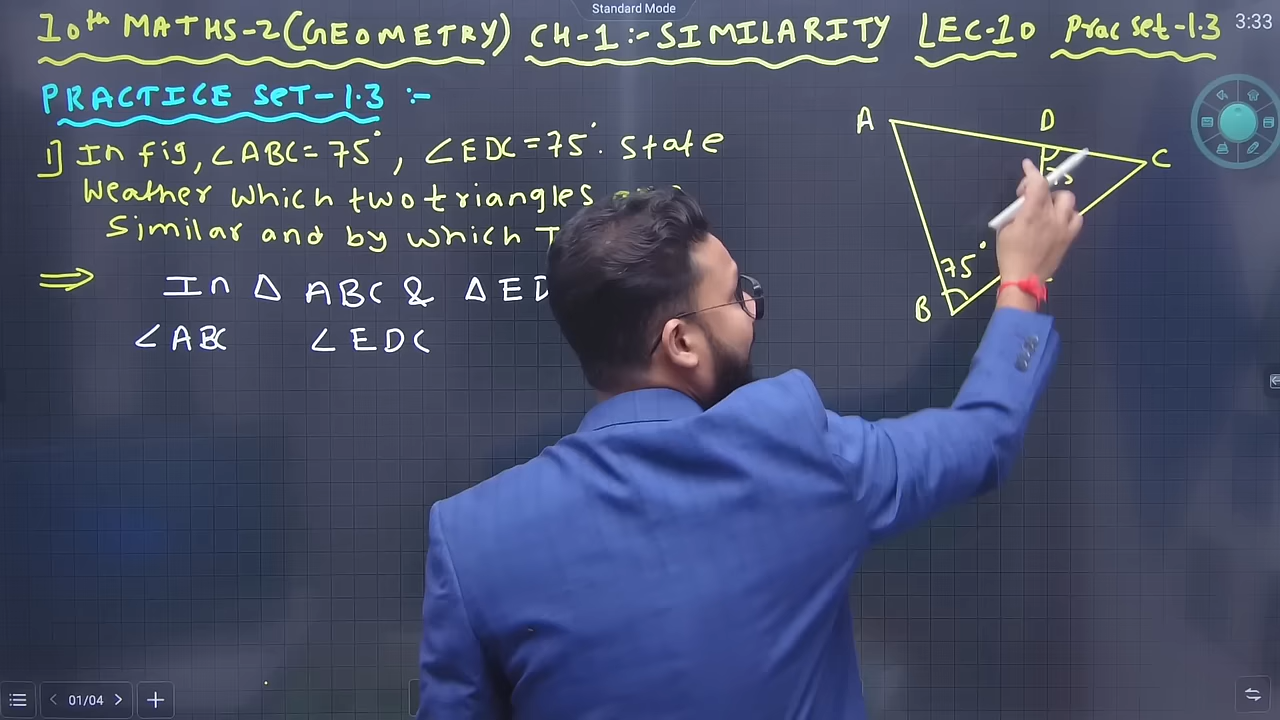 Standard Mode
10th MATHS-2(GEOMETRY) CH-1:-SIMILARITY LEC-10 Prac Set-1.3
3:33
PRACTICE SET-1.3 :-
1] In fig, ∠ABC=75°, ∠EDC=75°. State
Weather which two triangles
Similar and by which
⇒ In △ ABC & △ ED
∠ABC ∠EDC
A D C
75
75°
B
01/04